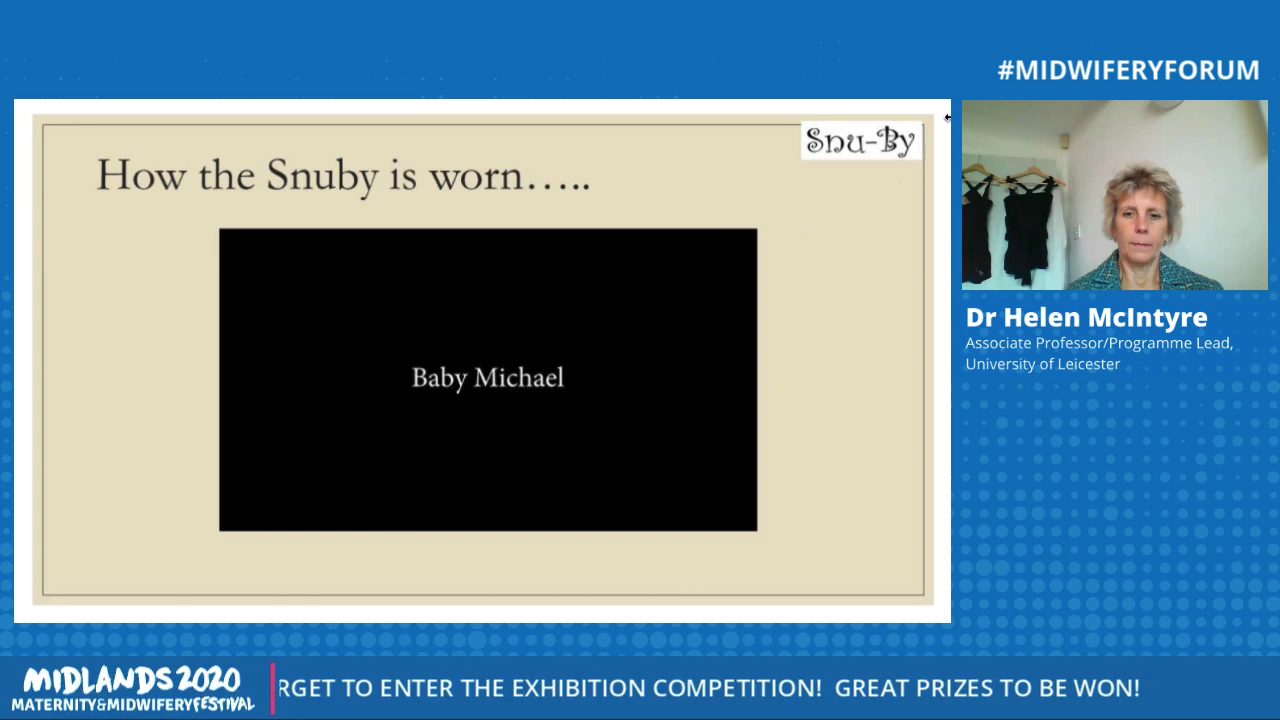 #MIDWIFERYFORUM
Snu-By
How the Snuby is worn…..
Baby Michael
Dr Helen McIntyre
Associate Professor/Programme Lead,
University of Leicester
MIDLANDS 2020
MATERNITY&MIDWIFERYFESTIVAL
RGET TO ENTER THE EXHIBITION COMPETITION! GREAT PRIZES TO BE WON!